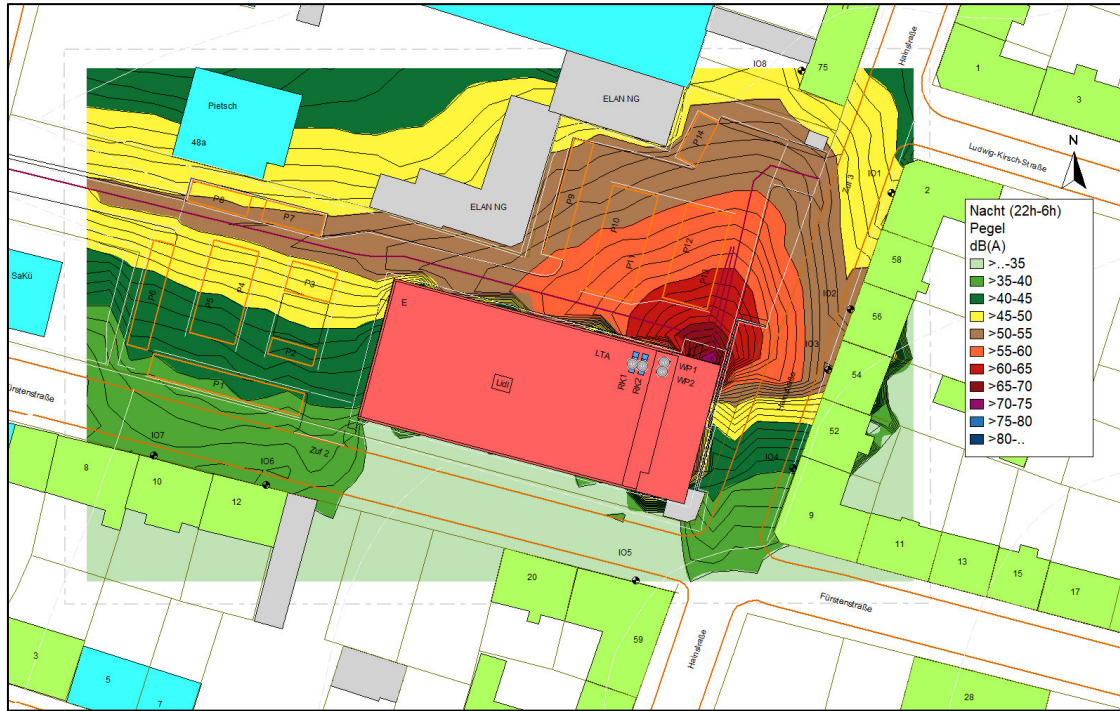 77
Hainstraße
IO8
75
1
3
ELAN NG
Pietsch
48a
P14
N
Ludwig-Kirsch-Straße
Zuf 3
IO1
2
P9
ELAN NG
P8
P7
P10
P11
P12
P13
58
Nacht (22h-6h)
Pegel
dB(A)
>..-35
>35-40
>40-45
>45-50
>50-55
>55-60
>60-65
>65-70
>70-75
>75-80
>80-..
SaKü
P6
P5
P4
P3
E
IO2
56
P2
LTA
RK1
RK2
WP1
WP2
IO3
54
P1
Lidl
Hainstraße
Fürstenstraße
52
IO7
Zuf 2
IO6
IO4
8
10
12
9
11
13
15
17
IO5
20
Fürstenstraße
59
Hainstraße
3
5
7
28